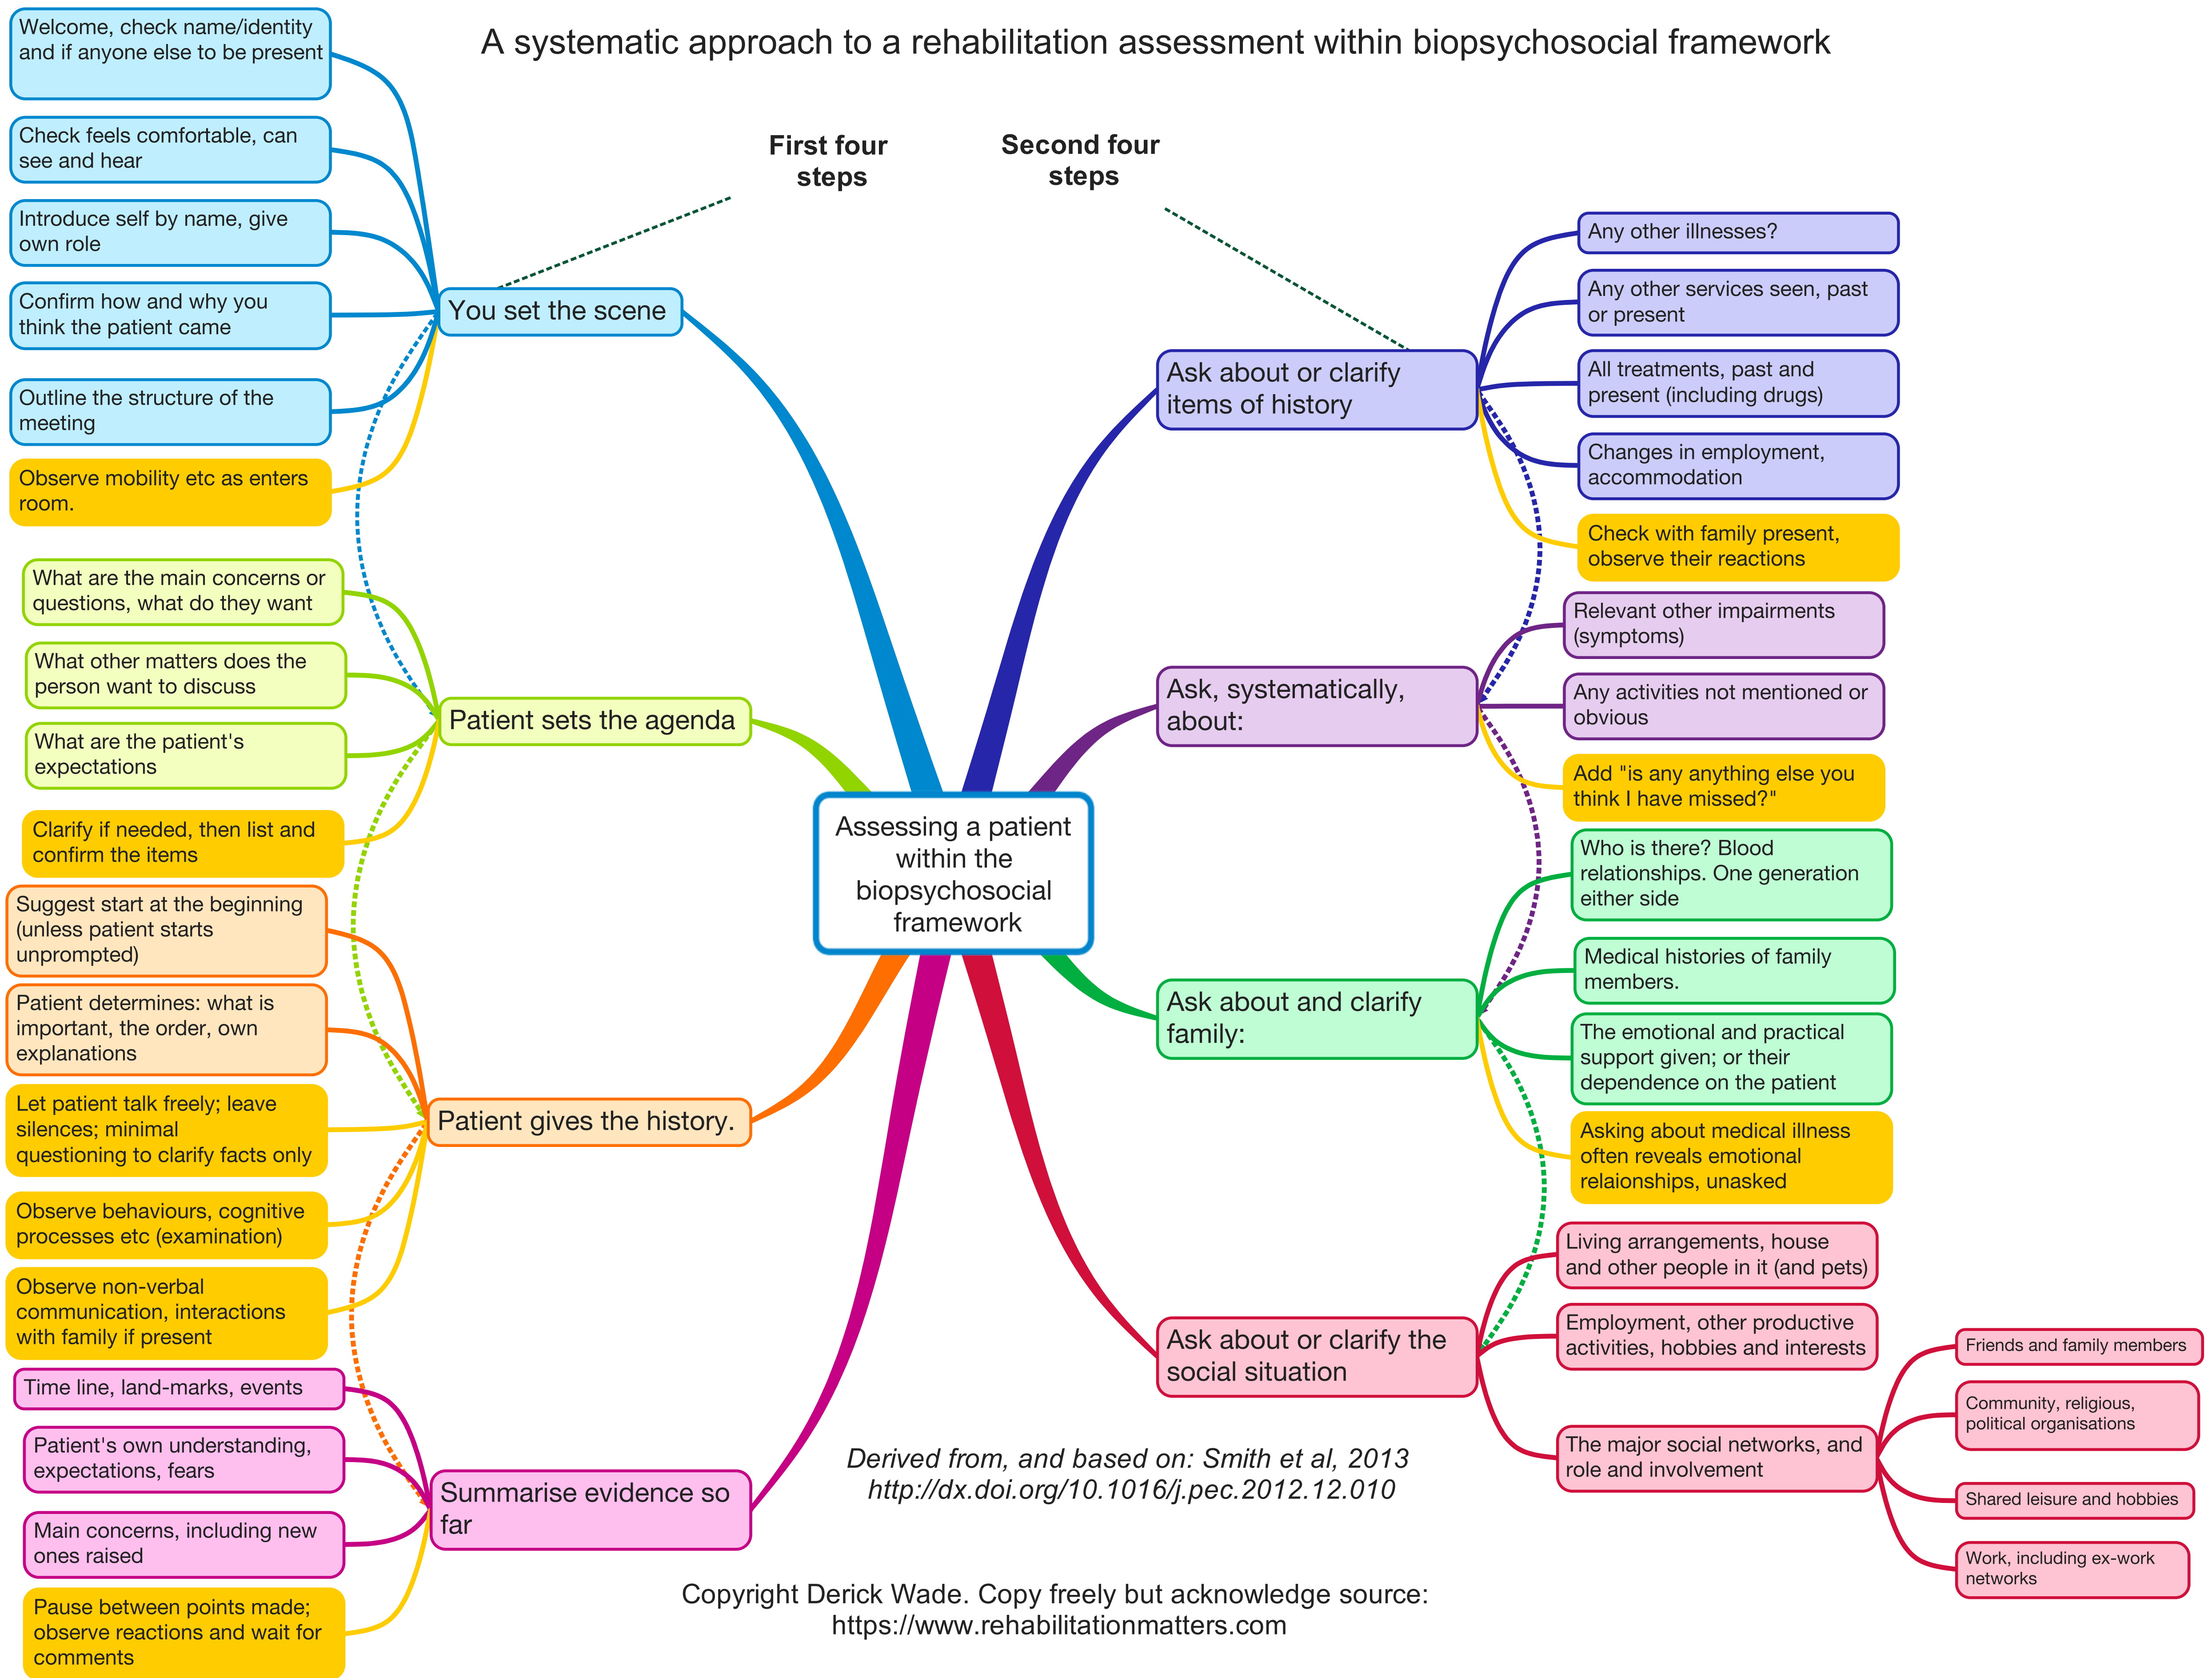 A systematic approach to a rehabilitation assessment within biopsychosocial framework
First four
steps
Second four
steps
Welcome, check name/identity
and if anyone else to be present
Check feels comfortable, can
see and hear
Introduce self by name, give
own role
Confirm how and why you
think the patient came
Outline the structure of the
meeting
Observe mobility etc as enters
room.
You set the scene
What are the main concerns or
questions, what do they want
What other matters does the
person want to discuss
What are the patient's
expectations
Clarify if needed, then list and
confirm the items
Patient sets the agenda
Suggest start at the beginning
(unless patient starts
unprompted)
Patient determines: what is
important, the order, own
explanations
Let patient talk freely; leave
silences; minimal
questioning to clarify facts only
Observe behaviours, cognitive
processes etc (examination)
Observe non-verbal
communication, interactions
with family if present
Patient gives the history.
Time line, land-marks, events
Patient's own understanding,
expectations, fears
Main concerns, including new
ones raised
Pause between points made;
observe reactions and wait for
comments
Summarise evidence so
far
Assessing a patient
within the
biopsychosocial
framework
Ask about or clarify
items of history
Any other illnesses?
Any other services seen, past
or present
All treatments, past and
present (including drugs)
Changes in employment,
accommodation
Check with family present,
observe their reactions
Ask, systematically,
about:
Relevant other impairments
(symptoms)
Any activities not mentioned or
obvious
Add "is any anything else you
think I have missed?"
Ask about and clarify
family:
Who is there? Blood
relationships. One generation
either side
Medical histories of family
members.
The emotional and practical
support given; or their
dependence on the patient
Asking about medical illness
often reveals emotional
relaionships, unasked
Ask about or clarify the
social situation
Living arrangements, house
and other people in it (and pets)
Employment, other productive
activities, hobbies and interests
The major social networks, and
role and involvement
Friends and family members
Community, religious,
political organisations
Shared leisure and hobbies
Work, including ex-work
networks
Derived from, and based on: Smith et al, 2013
http://dx.doi.org/10.1016/j.pec.2012.12.010
Copyright Derick Wade. Copy freely but acknowledge source:
https://www.rehabilitationmatters.com